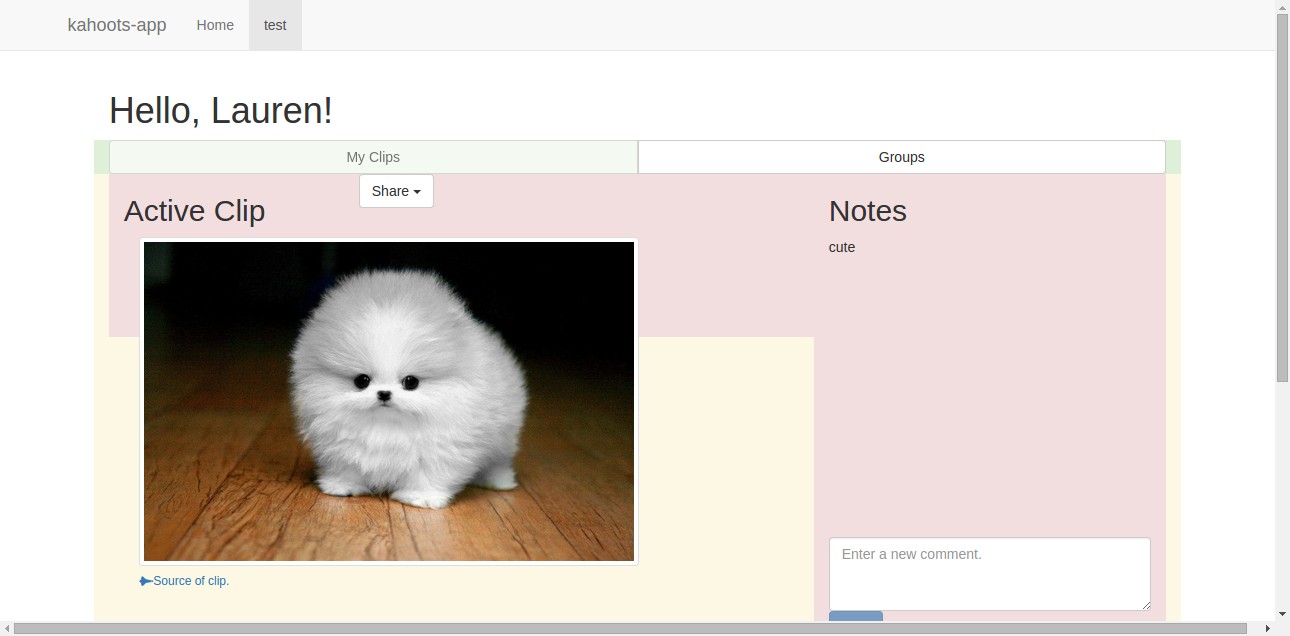 kahoots-app Home test
Hello, Lauren!
My Clips Groups
Share
Active Clip
Notes
cute
Enter a new comment.
Source of clip.